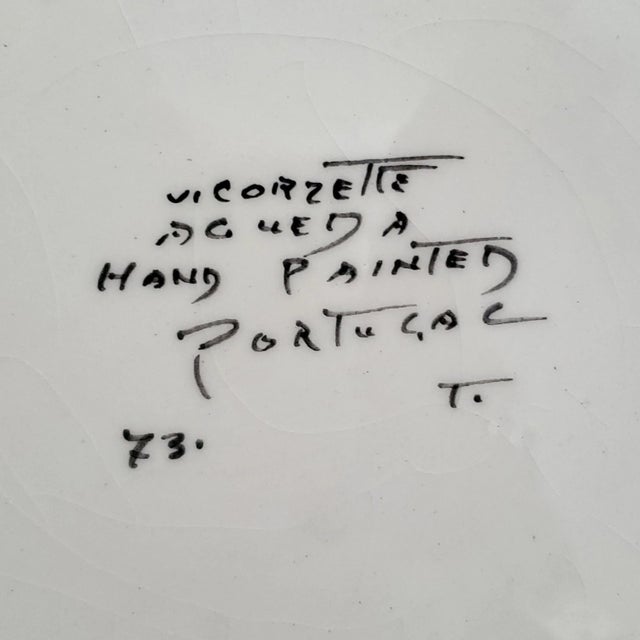 VICORZETTE
AGUEDA
HAND PAINTED
PORTUGAL
T.
73.